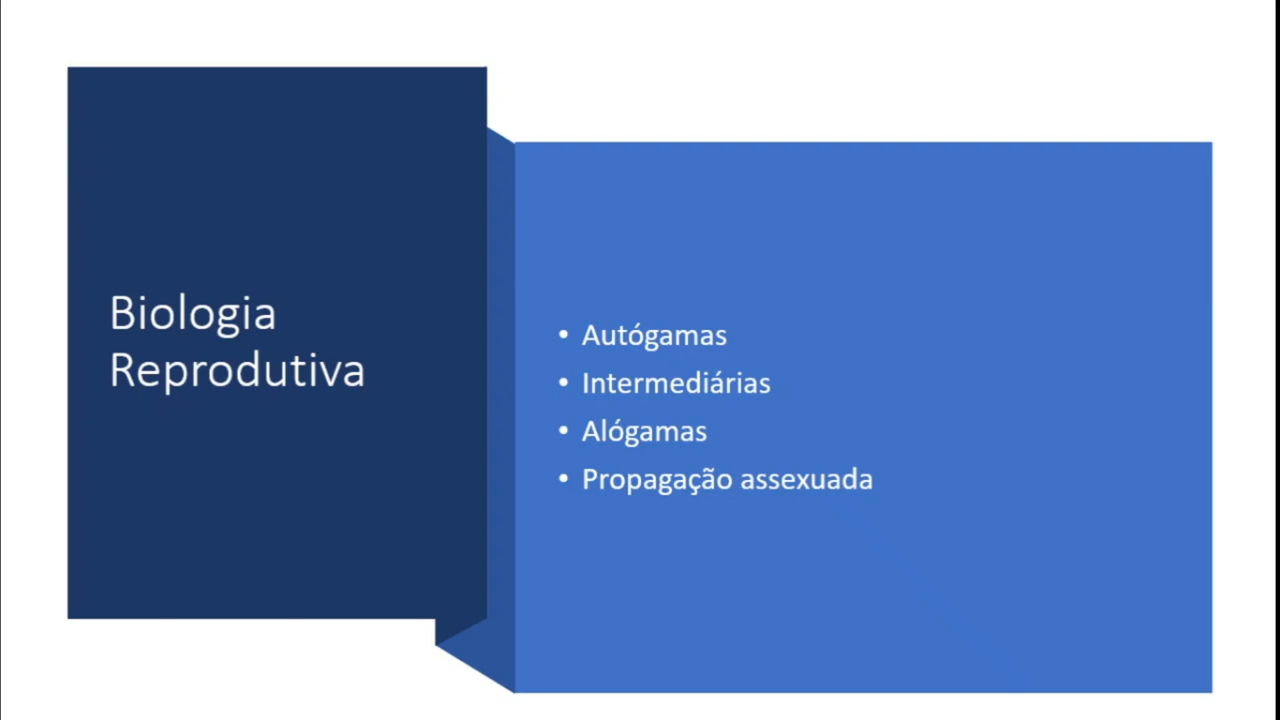 Biologia
Reprodutiva
• Autógamas
• Intermediárias
• Alógamas
• Propagação assexuada